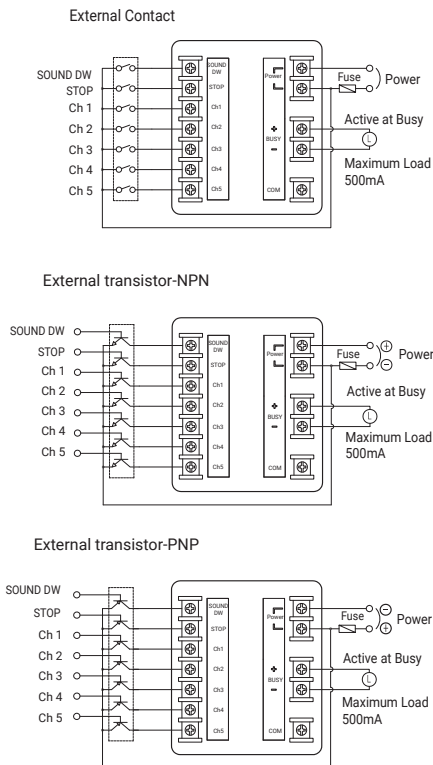 External Contact
SOUND DW
STOP
Ch 1
Ch 2
Ch 3
Ch 4
Ch 5
SOUND
DW
STOP
Ch1
Ch2
Ch3
Ch4
Ch5
Power
+
BUSY
-
COM
Fuse
Power
Active at Busy
L
Maximum Load
500mA
External transistor-NPN
SOUND DW
STOP
Ch 1
Ch 2
Ch 3
Ch 4
Ch 5
SOUND
DW
STOP
Ch1
Ch2
Ch3
Ch4
Ch5
Power
+
BUSY
-
COM
Fuse
+
-
Power
Active at Busy
L
Maximum Load
500mA
External transistor-PNP
SOUND DW
STOP
Ch 1
Ch 2
Ch 3
Ch 4
Ch 5
SOUND
DW
STOP
Ch1
Ch2
Ch3
Ch4
Ch5
Power
+
BUSY
-
COM
Fuse
-
+
Power
Active at Busy
L
Maximum Load
500mA